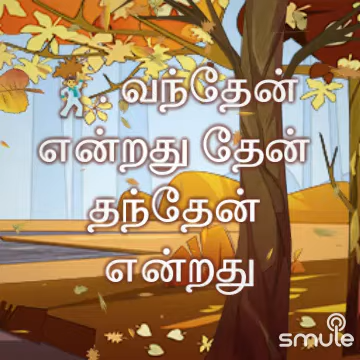 .. வந்தேன்
என்றது தேன்
தந்தேன்
என்றது
smule